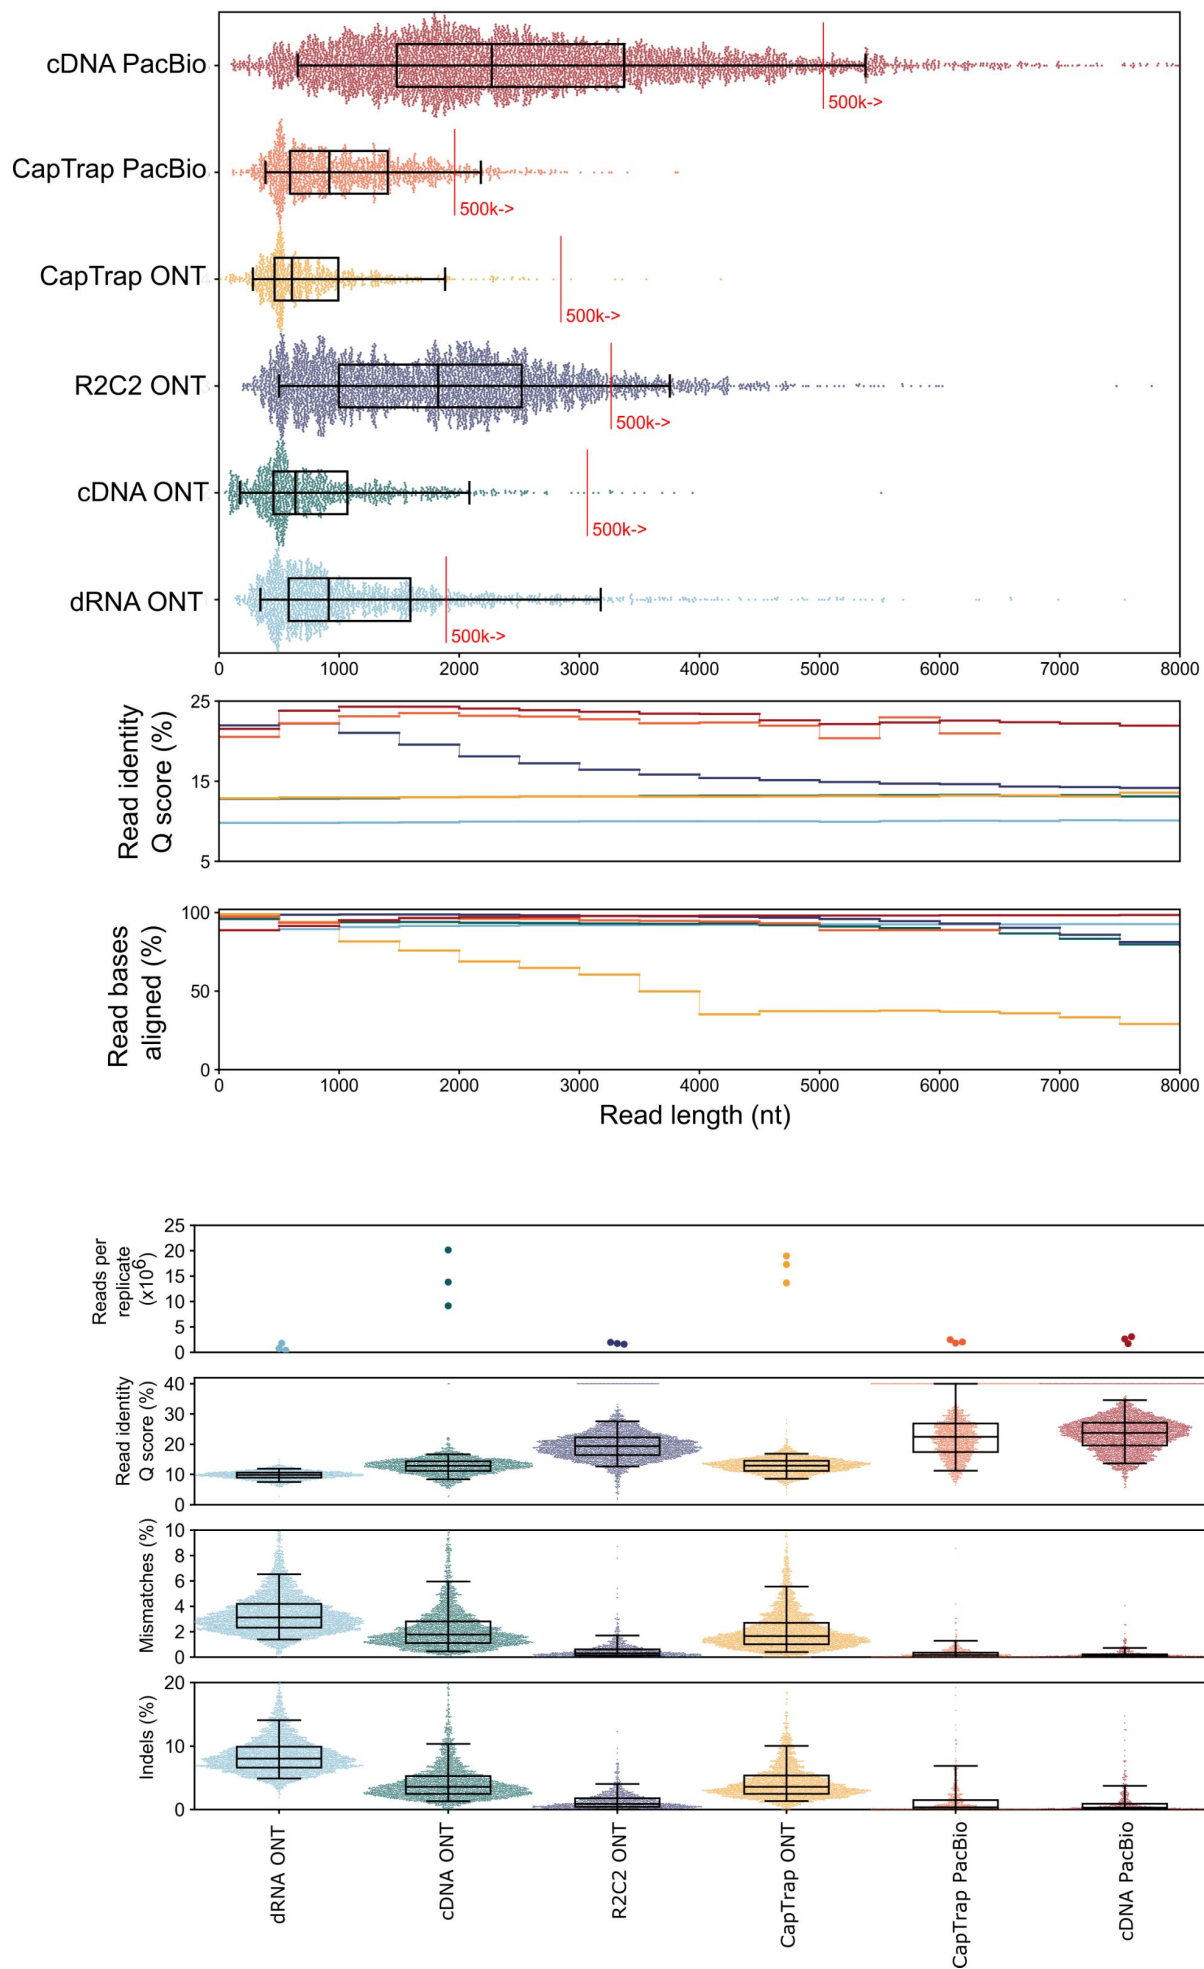 cDNA PacBio
500k->
CapTrap PacBio
500k->
CapTrap ONT
500k->
R2C2 ONT
500k->
cDNA ONT
500k->
dRNA ONT
500k->
0 1000 2000 3000 4000 5000 6000 7000 8000
Read identity
Q score (%)
25
15
5
Read bases
aligned (%)
100
50
0
0 1000 2000 3000 4000 5000 6000 7000 8000
Read length (nt)
Reads per
replicate
(x10⁶)
25
20
15
10
5
0
Read identity
Q score (%)
40
30
20
10
0
Mismatches (%)
10
8
6
4
2
0
Indels (%)
20
10
0
dRNA ONT
cDNA ONT
R2C2 ONT
CapTrap ONT
CapTrap PacBio
cDNA PacBio